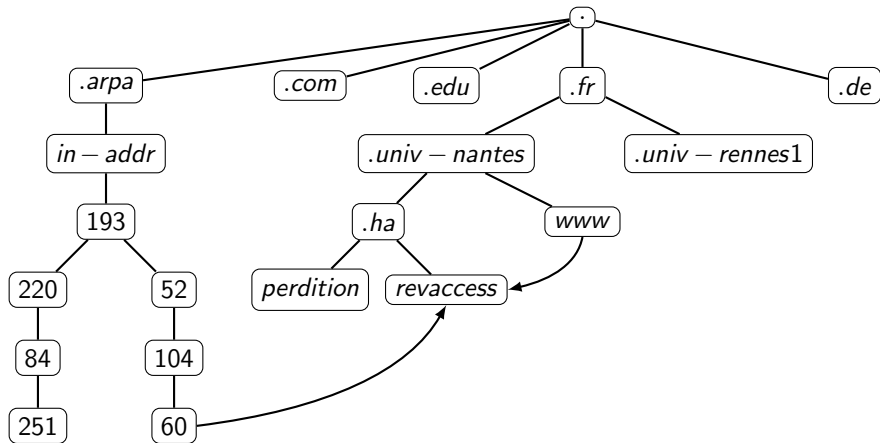 .
.arpa .com .edu .fr .de
in − addr .univ − nantes .univ − rennes1
193 .ha www
220 52 perdition revaccess
84 104
251 60